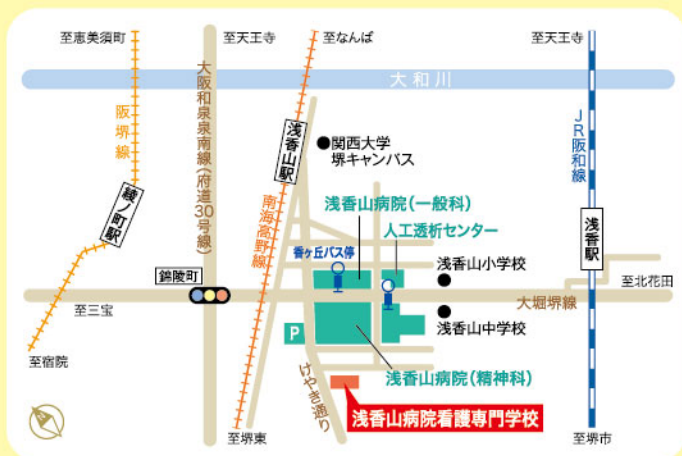 至恵美須町
至天王寺
至なんば
至天王寺
大和川
阪堺線
大阪和泉泉南線(府道30号線)
浅香山駅
関西大学
堺キャンパス
JR阪和線
綾ノ町駅
南海高野線
浅香山病院(一般科)
人工透析センター
浅香駅
香ヶ丘バス停
浅香山小学校
錦陵町
至北花田
大堀堺線
至三宝
浅香山中学校
P
至宿院
けやき通り
浅香山病院(精神科)
浅香山病院看護専門学校
至堺東
至堺市